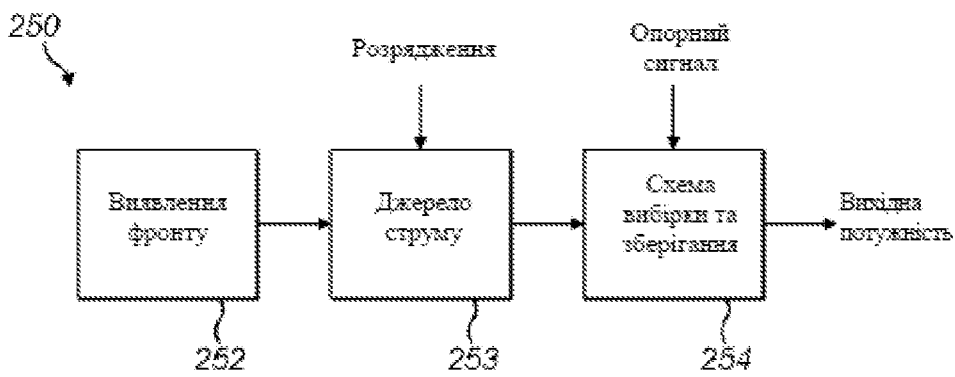 250
Розрядження
Опорний
сигнал
Виявлення
фронту
Джерело
струму
Схема
вибірки та
зберігання
Вихідна
потужність
252
253
254